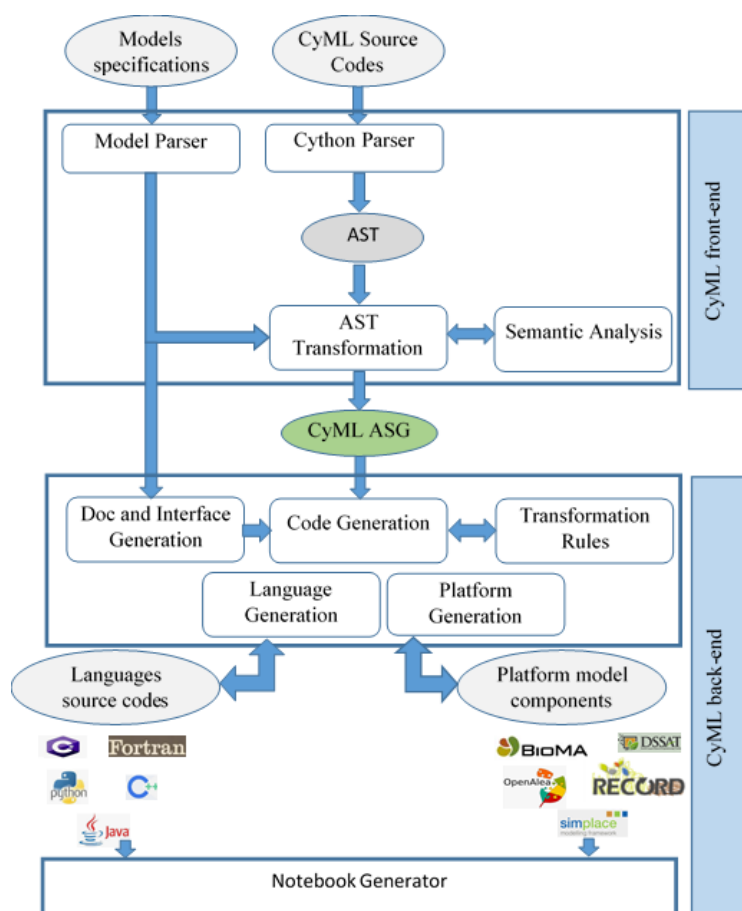 Models
specifications
CyML Source
Codes
Model Parser
Cython Parser
AST
AST
Transformation
Semantic Analysis
CyML front-end
CyML ASG
Doc and Interface
Generation
Code Generation
Transformation
Rules
Language
Generation
Platform
Generation
Languages
source codes
Platform model
components
CyML back-end
C#
Fortran
python
C++
Java
BIOMA
DSSAT
OpenAlea
RECORD
simplace
modelling framework
Notebook Generator